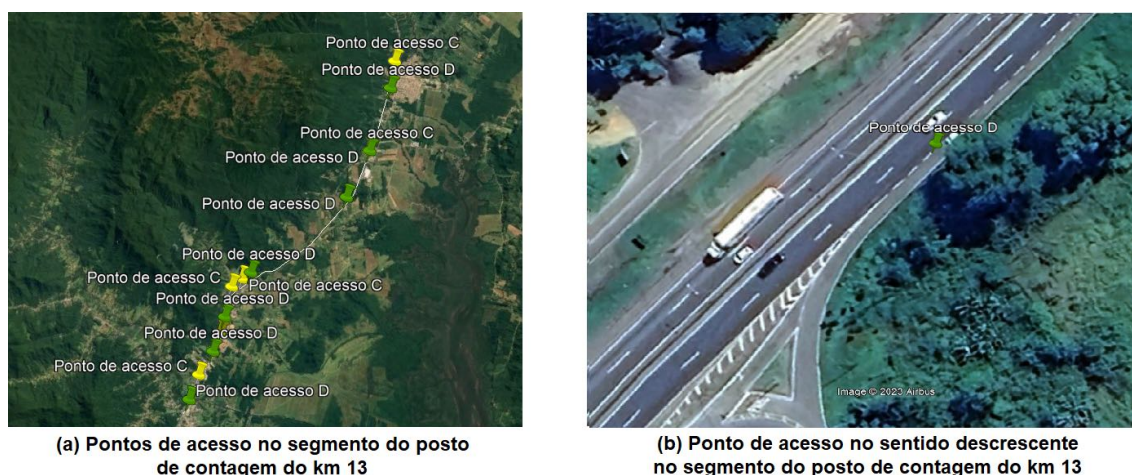 Ponto de acesso C
Ponto de acesso D
Ponto de acesso C
Ponto de acesso D
Ponto de acesso D
Ponto de acesso D
Ponto de acesso C
Ponto de acesso C
Ponto de acesso D
Ponto de acesso D
Ponto de acesso C
Ponto de acesso D
(a) Pontos de acesso no segmento do posto
de contagem do km 13
Ponto de acesso D
Image © 2023 Airbus
(b) Ponto de acesso no sentido descrescente
no segmento do posto de contagem do km 13